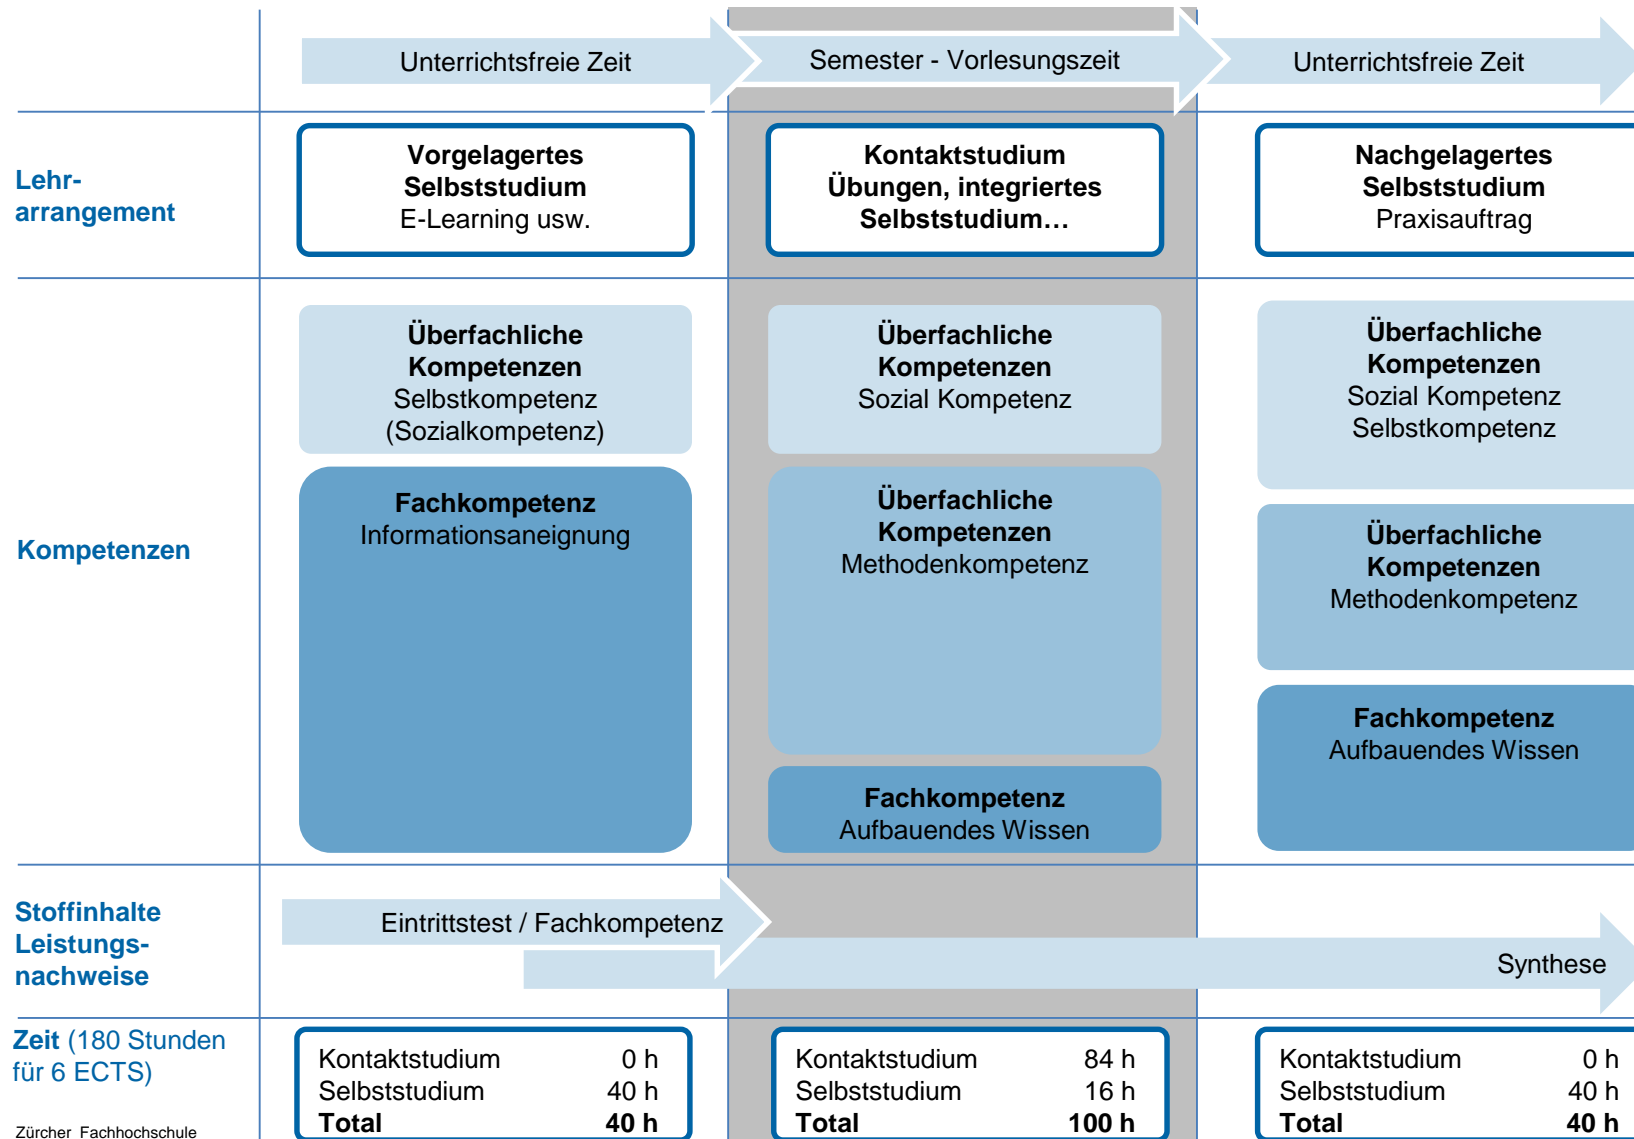 Unterrichtsfreie Zeit
Semester - Vorlesungszeit
Unterrichtsfreie Zeit
Lehr-
arrangement
Vorgelagertes
Selbststudium
E-Learning usw.
Kontaktstudium
Übungen, integriertes
Selbststudium…
Nachgelagertes
Selbststudium
Praxisauftrag
Kompetenzen
Überfachliche
Kompetenzen
Selbstkompetenz
(Sozialkompetenz)
Fachkompetenz
Informationsaneignung
Überfachliche
Kompetenzen
Sozial Kompetenz
Überfachliche
Kompetenzen
Methodenkompetenz
Fachkompetenz
Aufbauendes Wissen
Überfachliche
Kompetenzen
Sozial Kompetenz
Selbstkompetenz
Überfachliche
Kompetenzen
Methodenkompetenz
Fachkompetenz
Aufbauendes Wissen
Stoffinhalte
Leistungs-
nachweise
Eintrittstest / Fachkompetenz
Synthese
Zeit (180 Stunden
für 6 ECTS)
Kontaktstudium 0 h
Selbststudium 40 h
Total 40 h
Kontaktstudium 84 h
Selbststudium 16 h
Total 100 h
Kontaktstudium 0 h
Selbststudium 40 h
Total 40 h
Zürcher Fachhochschule